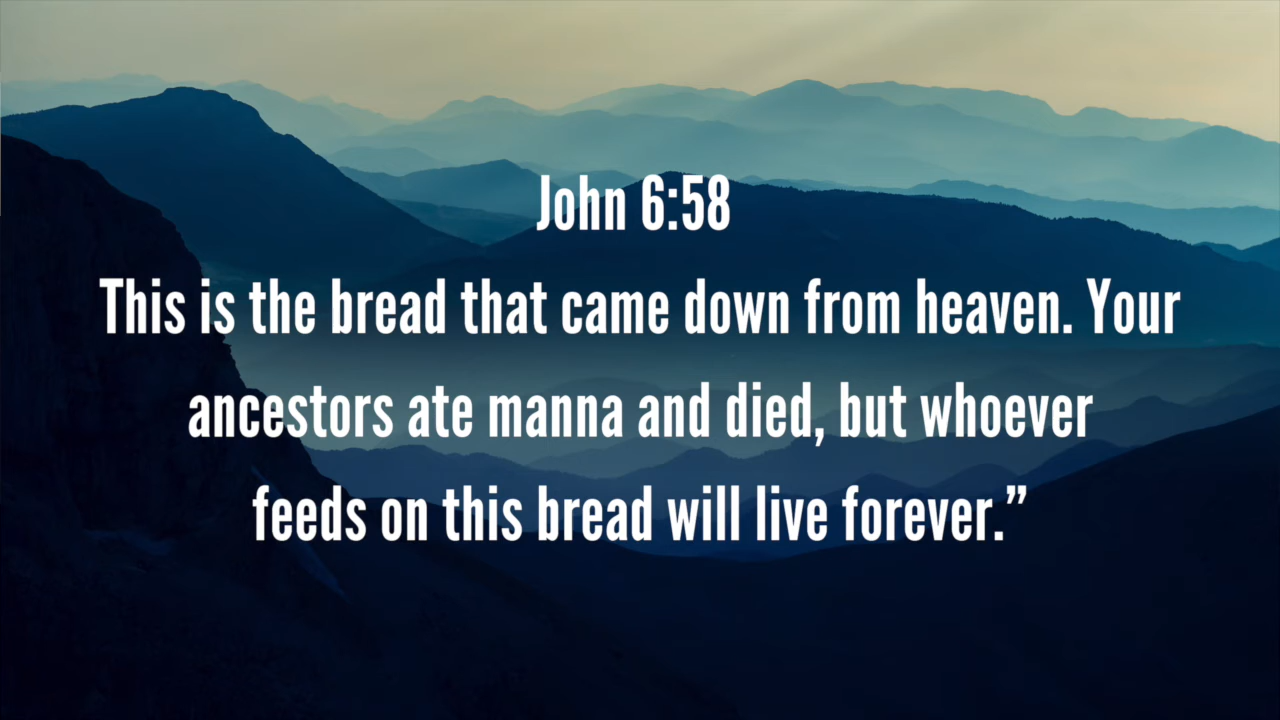 John 6:58
This is the bread that came down from heaven. Your
ancestors ate manna and died, but whoever
feeds on this bread will live forever.”